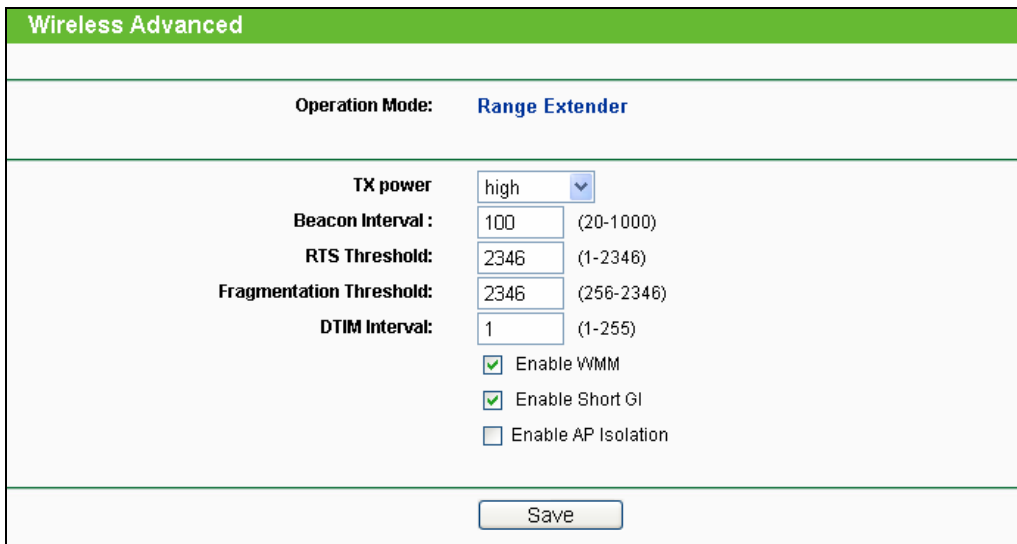 Wireless Advanced
Operation Mode: Range Extender
TX power high
Beacon Interval : 100 (20-1000)
RTS Threshold: 2346 (1-2346)
Fragmentation Threshold: 2346 (256-2346)
DTIM Interval: 1 (1-255)
Enable WMM
Enable Short GI
Enable AP Isolation
Save